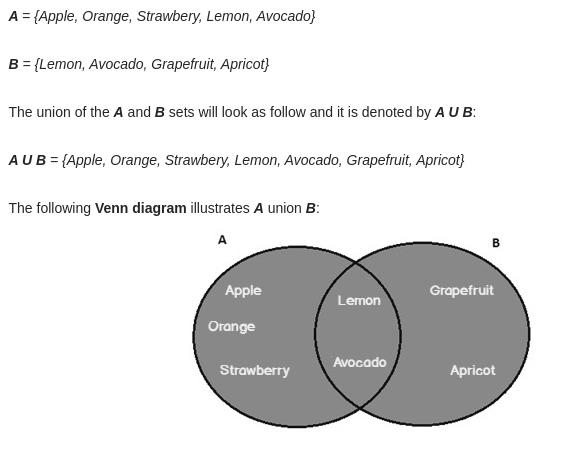 A = {Apple, Orange, Strawbery, Lemon, Avocado}
B = {Lemon, Avocado, Grapefruit, Apricot}
The union of the A and B sets will look as follow and it is denoted by A U B:
A U B = {Apple, Orange, Strawbery, Lemon, Avocado, Grapefruit, Apricot}
The following Venn diagram illustrates A union B:
A
B
Apple
Lemon
Grapefruit
Orange
Avocado
Strawberry
Apricot